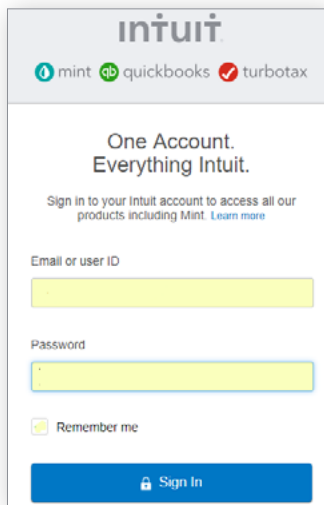 intuit
mint qb quickbooks turbotax
One Account.
Everything Intuit.
Sign in to your Intuit account to access all our
products including Mint. Learn more
Email or user ID
Password
Remember me
Sign In